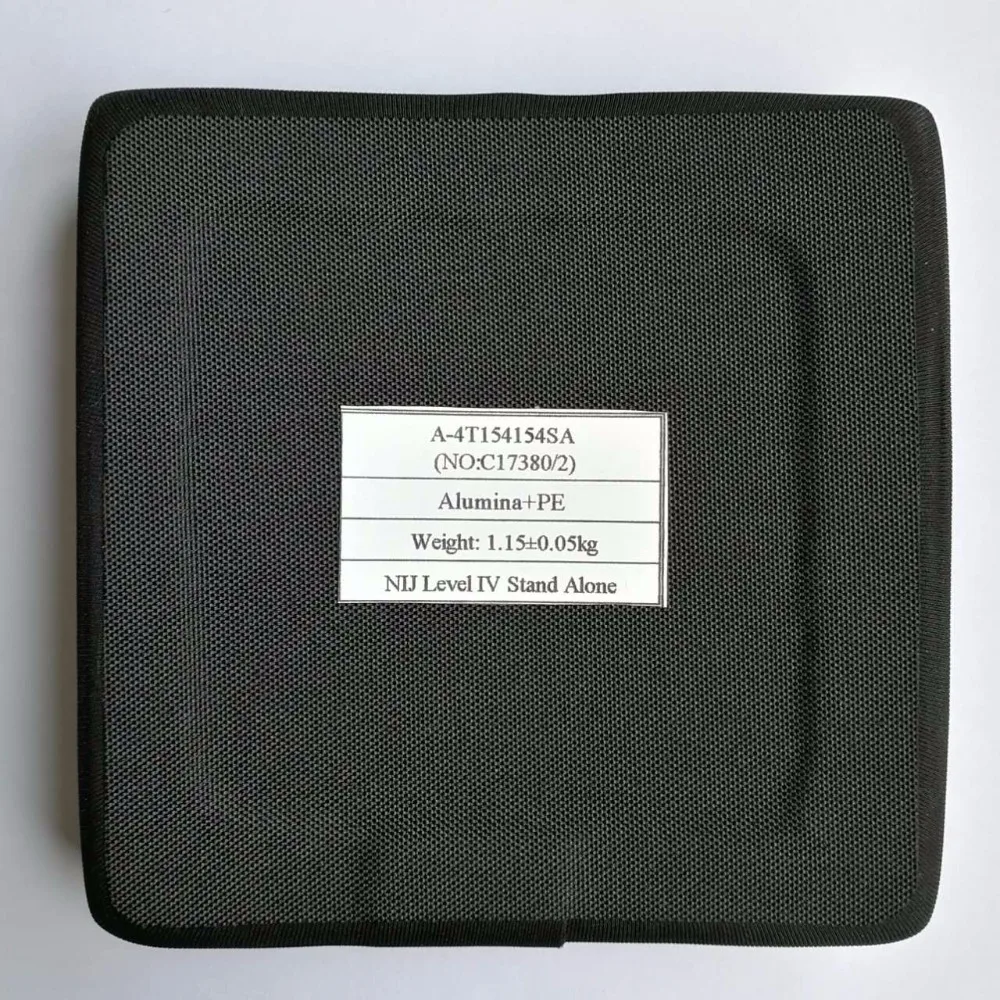 A-4T154154SA
(NO:C17380/2)
Alumina+PE
Weight: 1.15±0.05kg
NIJ Level IV Stand Alone